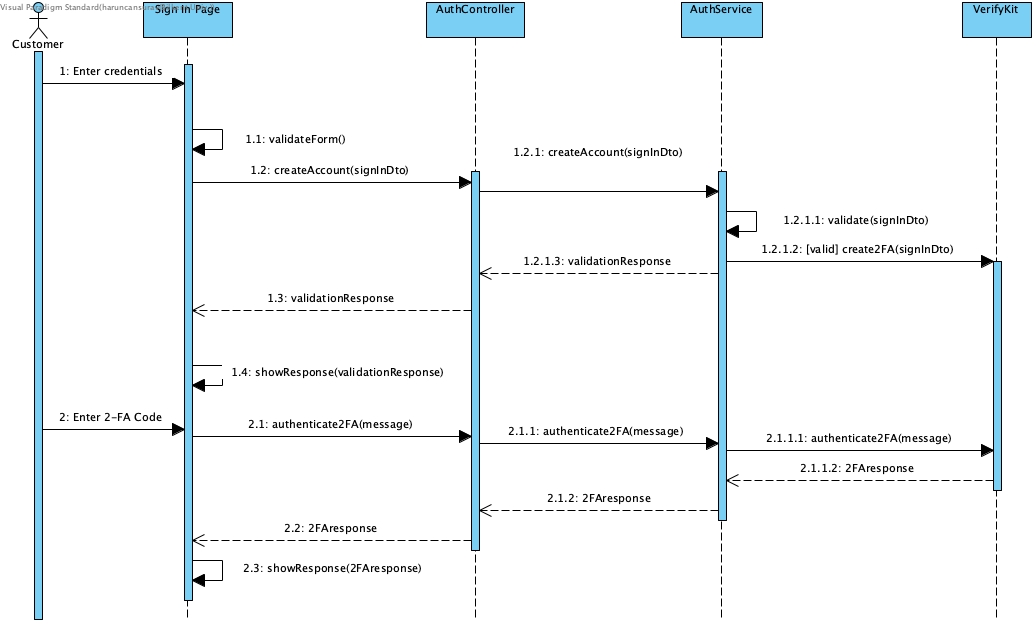 Visual Paradigm Standard(haruncan
Sign In Page
AuthController
AuthService
VerifyKit
Customer
1: Enter credentials
1.1: validateForm()
1.2: createAccount(signInDto)
1.2.1: createAccount(signInDto)
1.2.1.1: validate(signInDto)
1.2.1.2: [valid] create2FA(signInDto)
1.2.1.3: validationResponse
1.3: validationResponse
1.4: showResponse(validationResponse)
2: Enter 2-FA Code
2.1: authenticate2FA(message)
2.1.1: authenticate2FA(message)
2.1.1.1: authenticate2FA(message)
2.1.1.2: 2FAresponse
2.1.2: 2FAresponse
2.2: 2FAresponse
2.3: showResponse(2FAresponse)